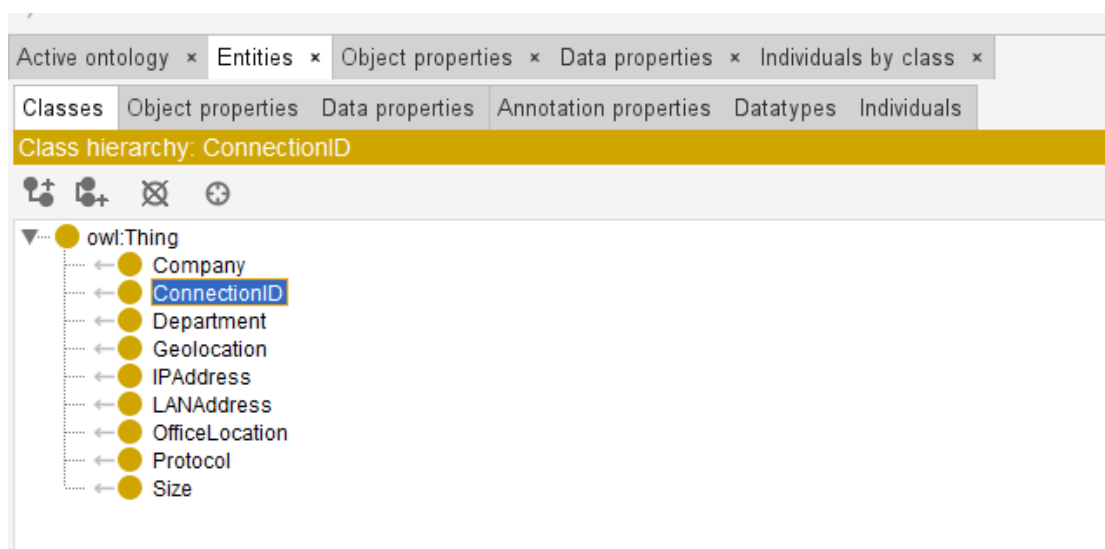 Active ontology × Entities × Object properties × Data properties × Individuals by class ×
Classes Object properties Data properties Annotation properties Datatypes Individuals
Class hierarchy: ConnectionID
owl:Thing
Company
ConnectionID
Department
Geolocation
IPAddress
LANAddress
OfficeLocation
Protocol
Size